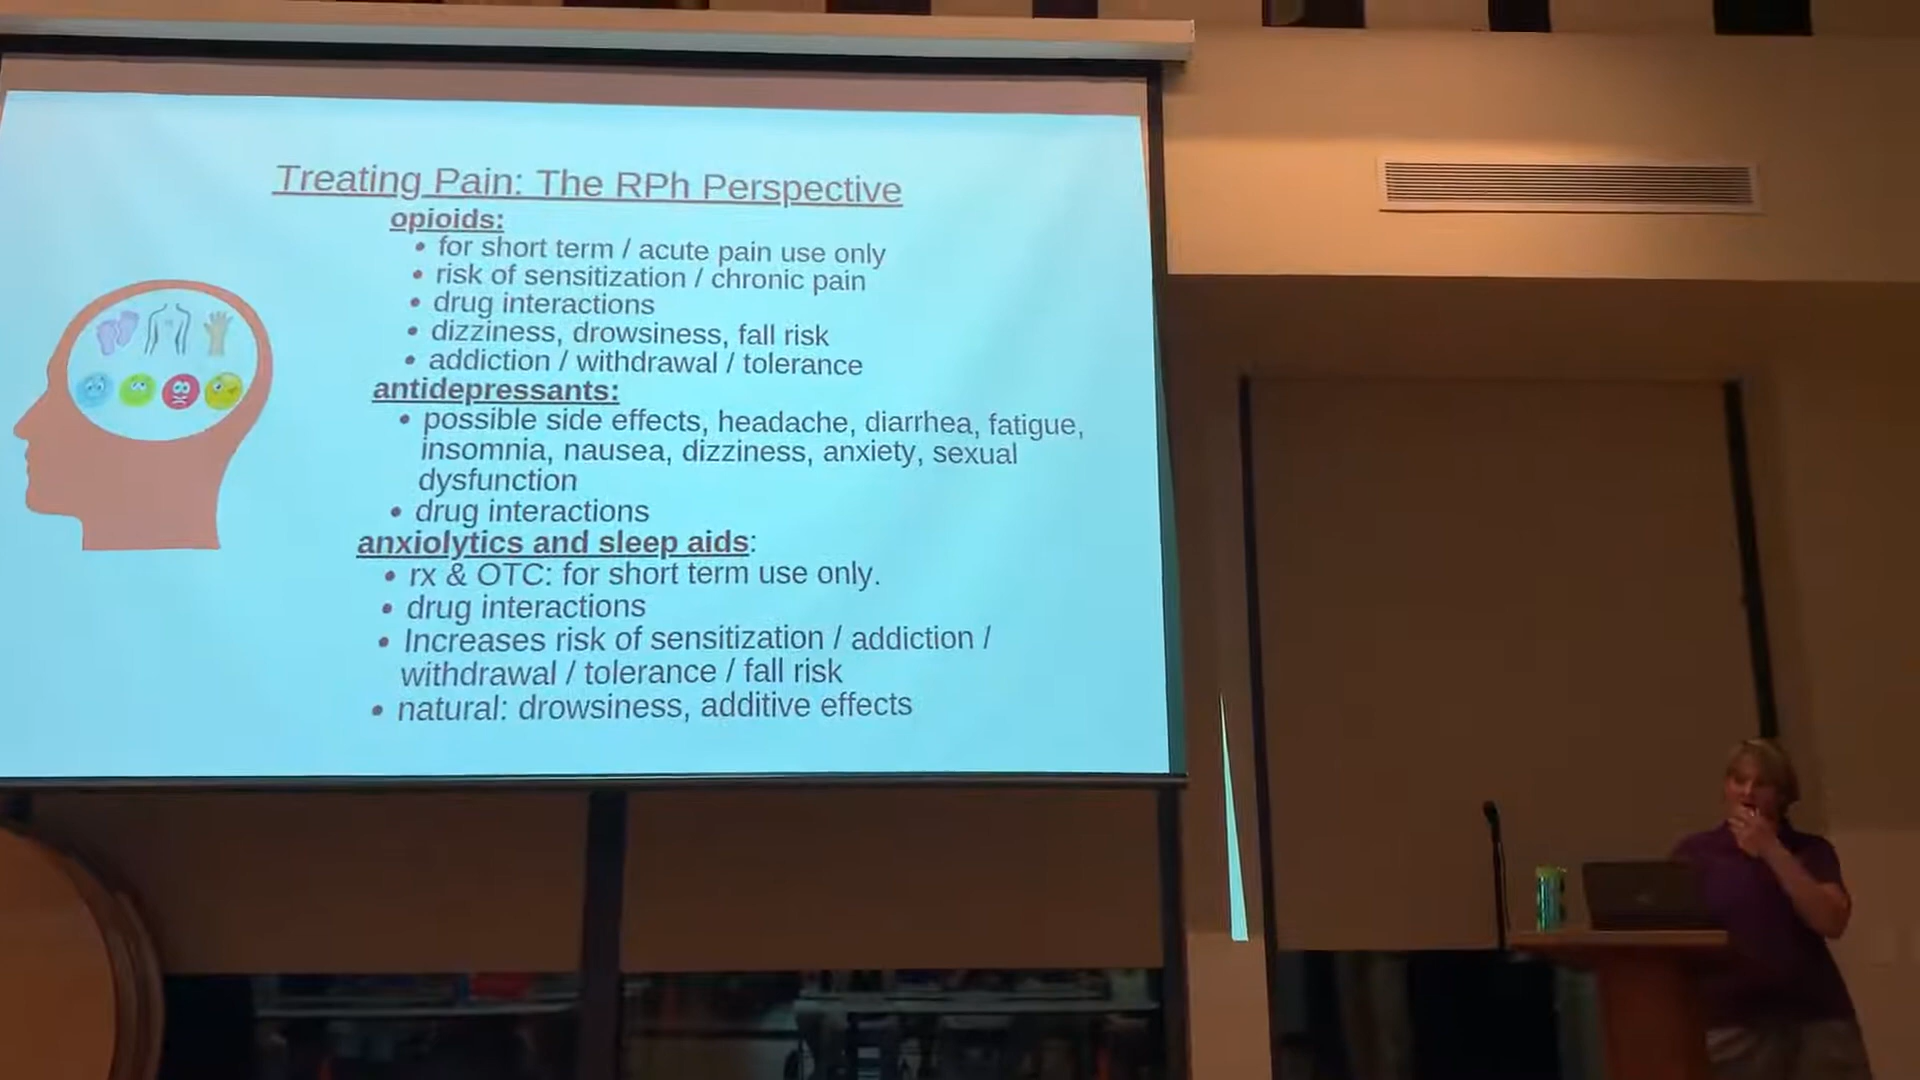 Treating Pain: The RPh Perspective
opioids:
• for short term / acute pain use only
• risk of sensitization / chronic pain
• drug interactions
• dizziness, drowsiness, fall risk
• addiction / withdrawal / tolerance
antidepressants:
• possible side effects, headache, diarrhea, fatigue,
insomnia, nausea, dizziness, anxiety, sexual
dysfunction
• drug interactions
anxiolytics and sleep aids:
• rx & OTC: for short term use only.
• drug interactions
• Increases risk of sensitization / addiction /
withdrawal / tolerance / fall risk
• natural: drowsiness, additive effects